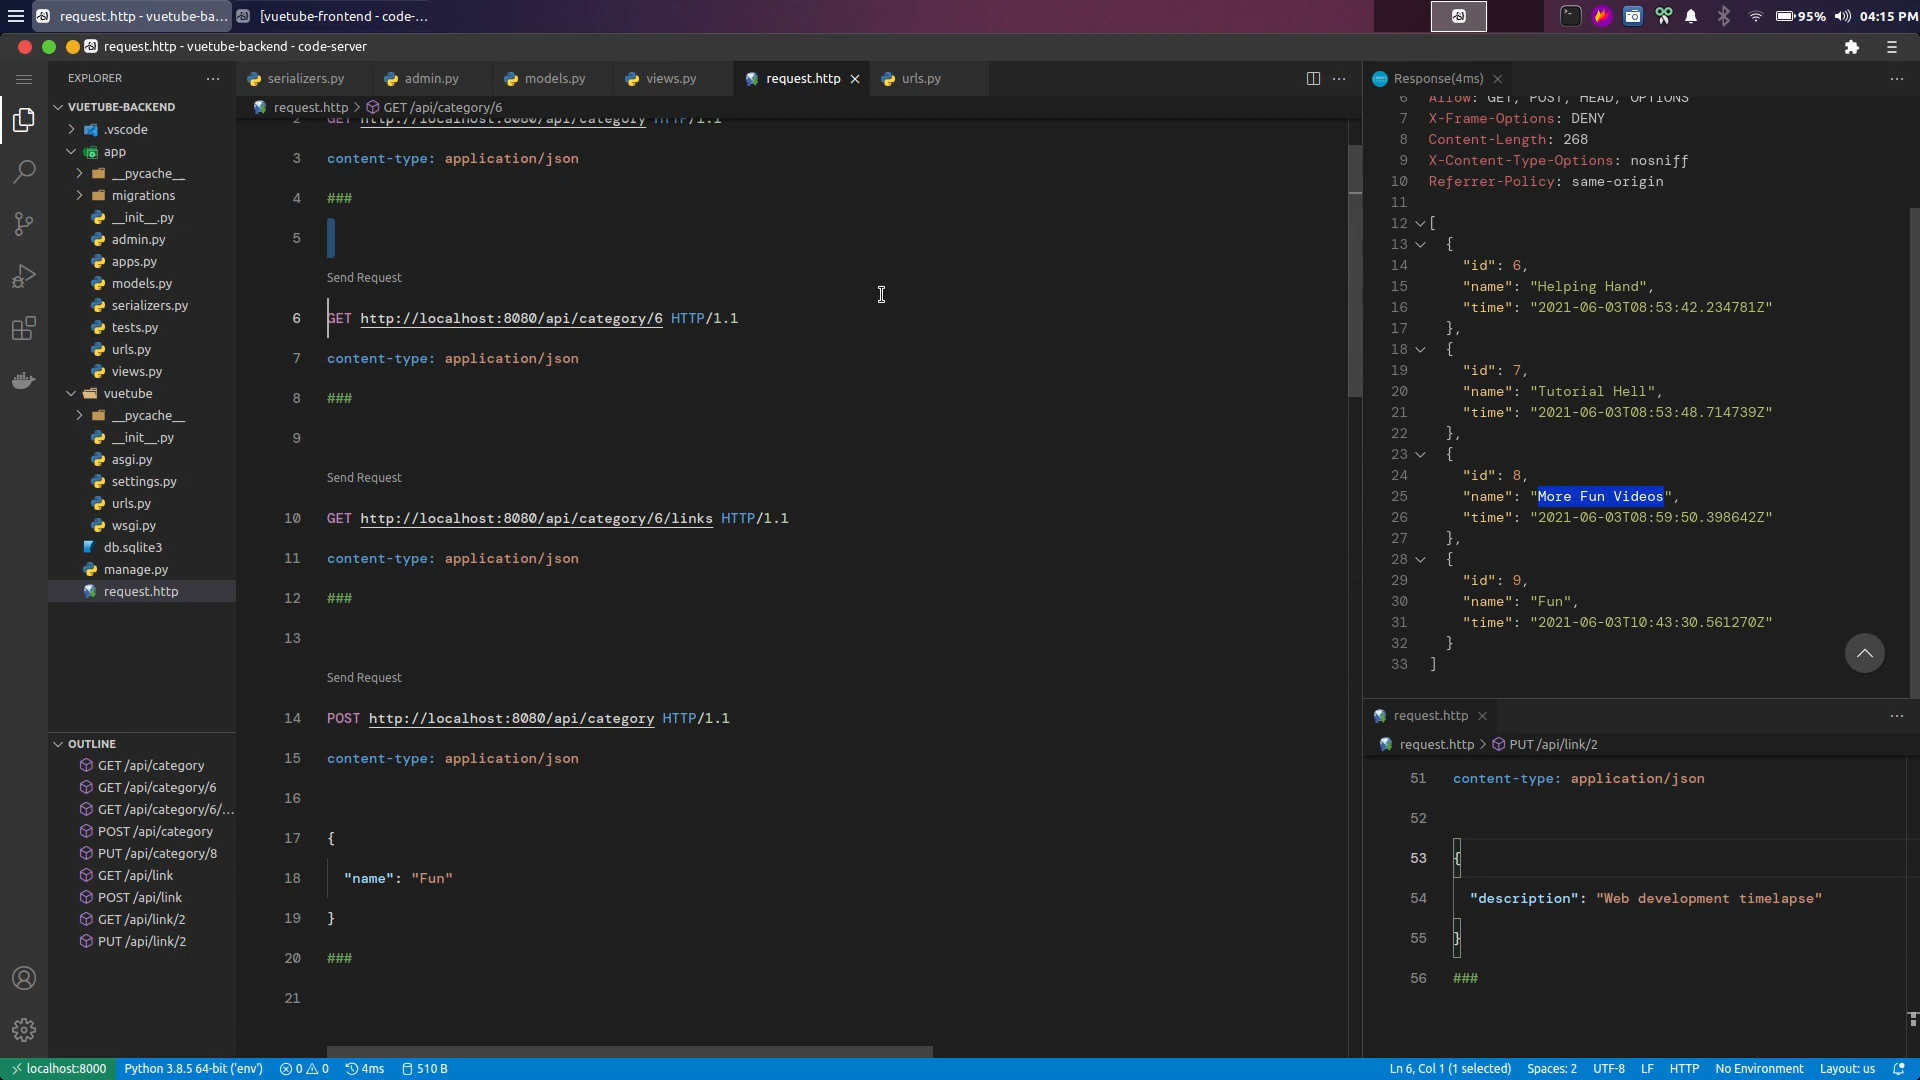 request.http - vuetube-ba...
[vuetube-frontend - code-...
95%
04:15 PM
request.http - vuetube-backend - code-server
EXPLORER
VUETUBE-BACKEND
.vscode
app
__pycache__
migrations
__init__.py
admin.py
apps.py
models.py
serializers.py
tests.py
urls.py
views.py
vuetube
__pycache__
__init__.py
asgi.py
settings.py
urls.py
wsgi.py
db.sqlite3
manage.py
request.http
OUTLINE
GET /api/category
GET /api/category/6
GET /api/category/6/...
POST /api/category
PUT /api/category/8
GET /api/link
POST /api/link
GET /api/link/2
PUT /api/link/2
serializers.py
admin.py
models.py
views.py
request.http
urls.py
request.http > GET /api/category/6
2 GET http://localhost:8080/api/category HTTP/1.1
3 content-type: application/json
4 ###
5
Send Request
6 GET http://localhost:8080/api/category/6 HTTP/1.1
7 content-type: application/json
8 ###
9
Send Request
10 GET http://localhost:8080/api/category/6/links HTTP/1.1
11 content-type: application/json
12 ###
13
Send Request
14 POST http://localhost:8080/api/category HTTP/1.1
15 content-type: application/json
16
17 {
18 "name": "Fun"
19 }
20 ###
21
Response(4ms)
6 Allow: GET, POST, HEAD, OPTIONS
7 X-Frame-Options: DENY
8 Content-Length: 268
9 X-Content-Type-Options: nosniff
10 Referrer-Policy: same-origin
11
12 [
13 {
14 "id": 6,
15 "name": "Helping Hand",
16 "time": "2021-06-03T08:53:42.234781Z"
17 },
18 {
19 "id": 7,
20 "name": "Tutorial Hell",
21 "time": "2021-06-03T08:53:48.714739Z"
22 },
23 {
24 "id": 8,
25 "name": "More Fun Videos",
26 "time": "2021-06-03T08:59:50.398642Z"
27 },
28 {
29 "id": 9,
30 "name": "Fun",
31 "time": "2021-06-03T10:43:30.561270Z"
32 }
33 ]
request.http
request.http > PUT /api/link/2
51 content-type: application/json
52
53 {
54 "description": "Web development timelapse"
55 }
56 ###
localhost:8000
Python 3.8.5 64-bit ('env')
0 0
4ms
510 B
Ln 6, Col 1 (1 selected)
Spaces: 2
UTF-8
LF
HTTP
No Environment
Layout: us